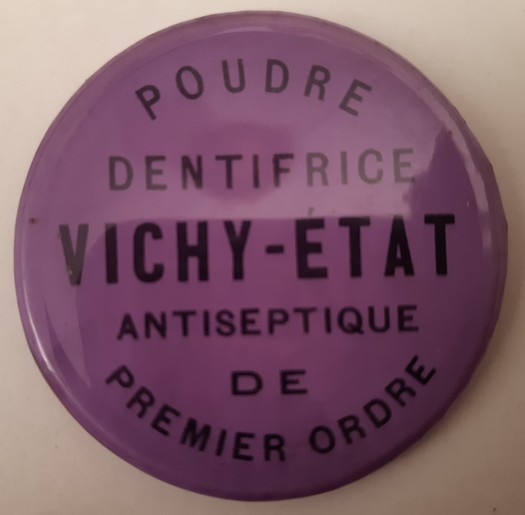 POUDRE
DENTIFRICE
VICHY-ÉTAT
ANTISEPTIQUE
DE
PREMIER ORDRE